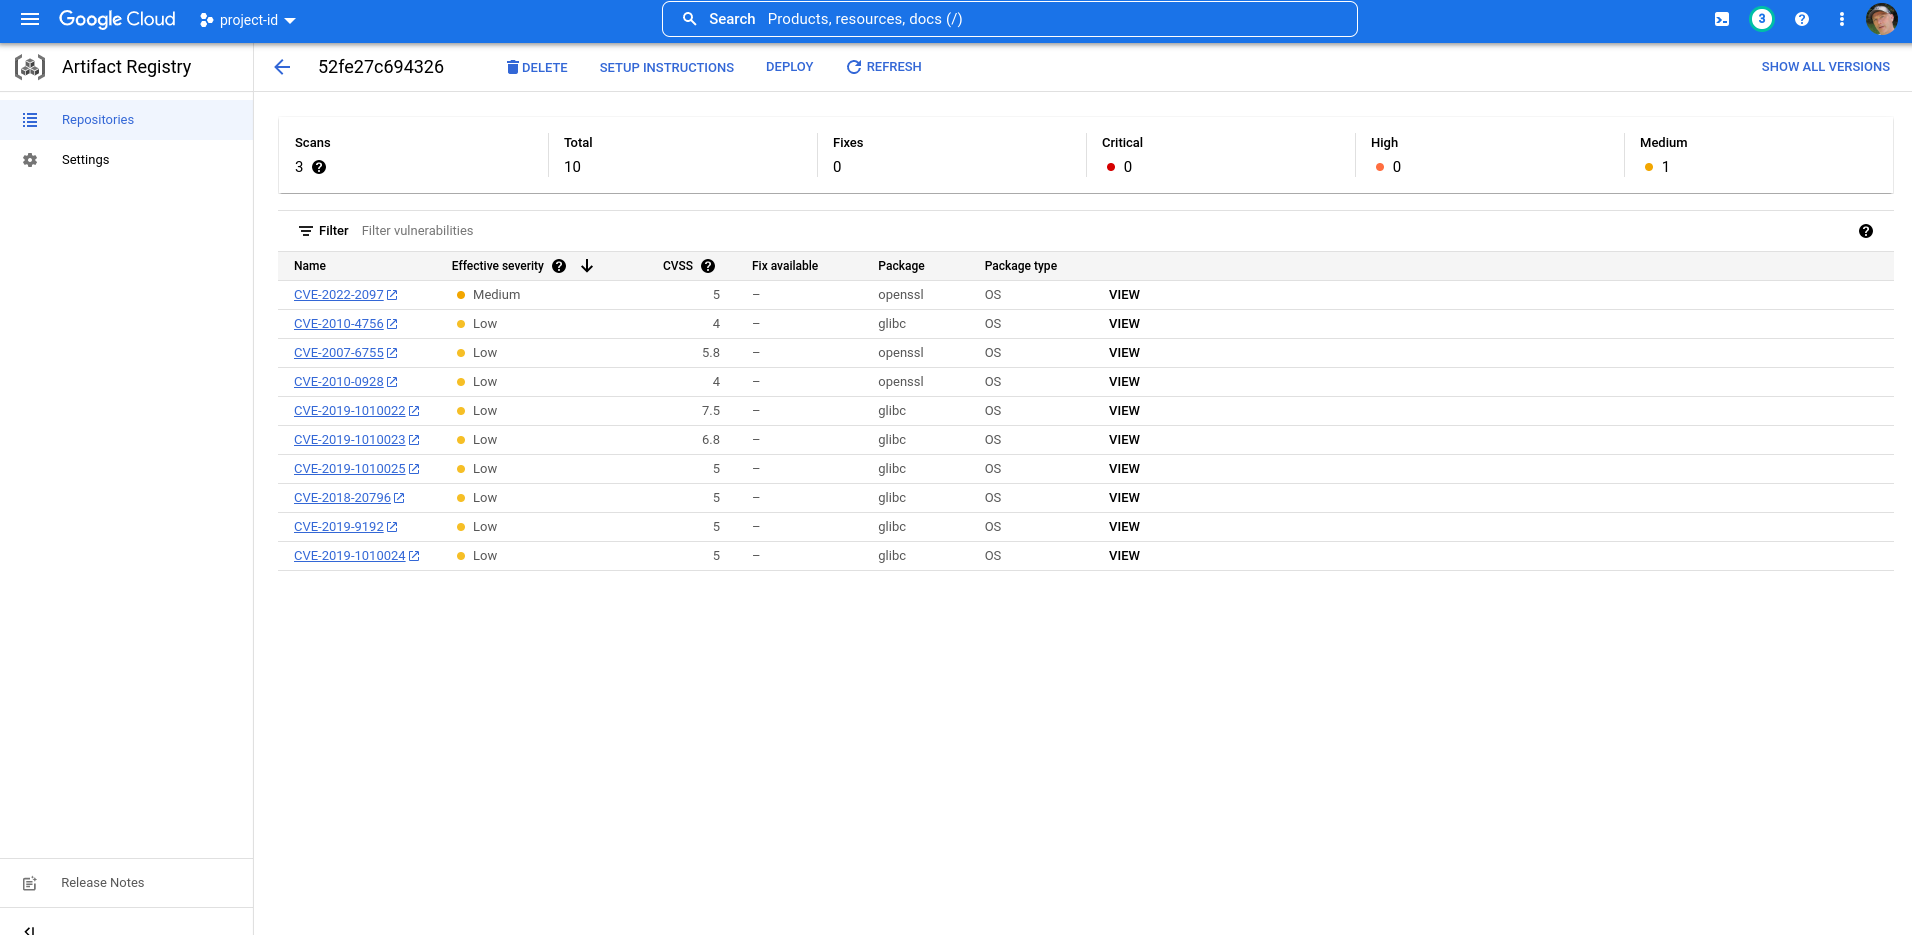 Google Cloud project-id Search Products, resources, docs (/) 3
Artifact Registry 52fe27c694326 DELETE SETUP INSTRUCTIONS DEPLOY REFRESH SHOW ALL VERSIONS
Repositories
Settings
Scans Total Fixes Critical High Medium
3 10 0 0 0 1
Filter Filter vulnerabilities
Name Effective severity CVSS Fix available Package Package type
CVE-2022-2097 Medium 5 – openssl OS VIEW
CVE-2010-4756 Low 4 – glibc OS VIEW
CVE-2007-6755 Low 5.8 – openssl OS VIEW
CVE-2010-0928 Low 4 – openssl OS VIEW
CVE-2019-1010022 Low 7.5 – glibc OS VIEW
CVE-2019-1010023 Low 6.8 – glibc OS VIEW
CVE-2019-1010025 Low 5 – glibc OS VIEW
CVE-2018-20796 Low 5 – glibc OS VIEW
CVE-2019-9192 Low 5 – glibc OS VIEW
CVE-2019-1010024 Low 5 – glibc OS VIEW
Release Notes